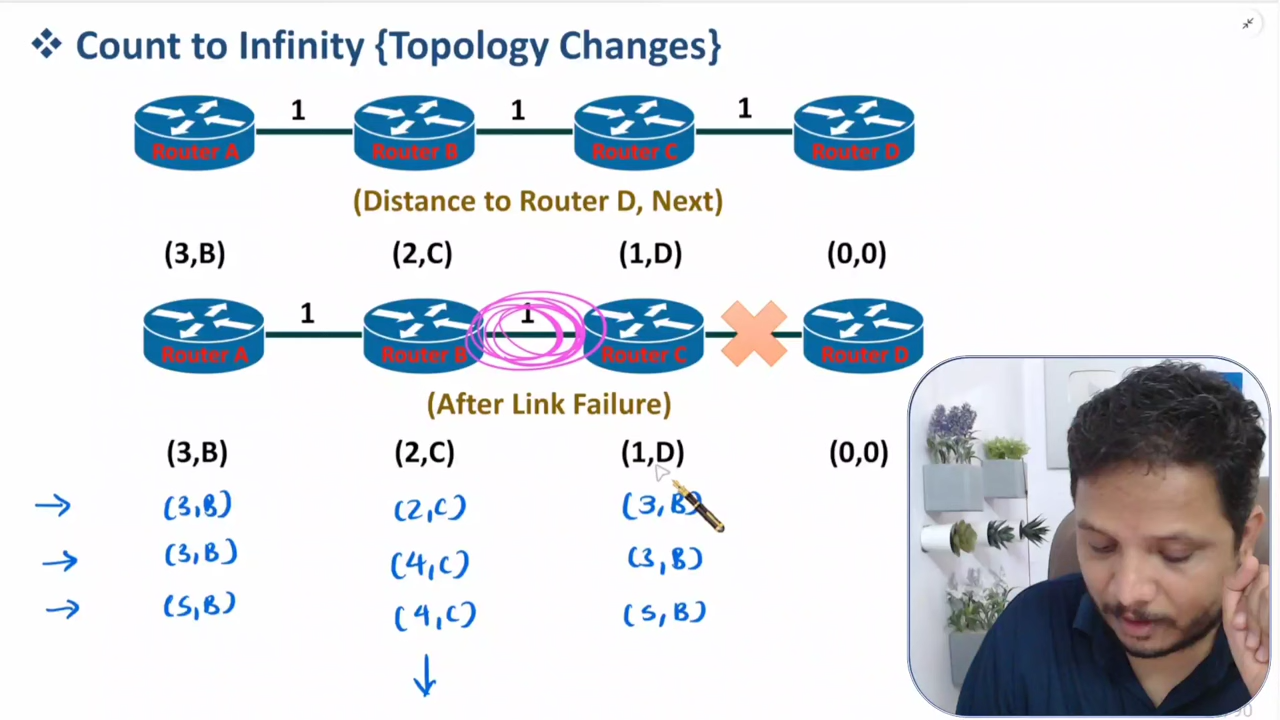 ❖ Count to Infinity {Topology Changes}
1 1 1
Router A Router B Router C Router D
(Distance to Router D, Next)
(3,B) (2,C) (1,D) (0,0)
1 1
Router A Router B Router C Router D
(After Link Failure)
(3,B) (2,C) (1,D) (0,0)
→ (3,B) (2,C) (3,B)
→ (3,B) (4,C) (3,B)
→ (5,B) (4,C) (5,B)